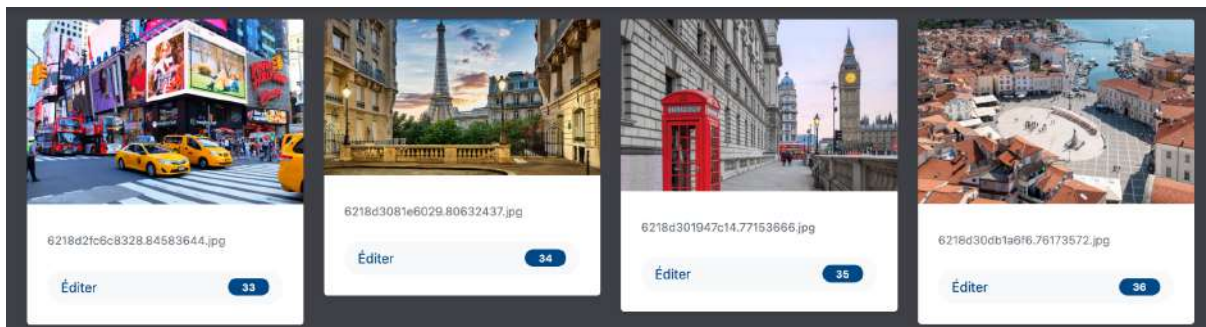 6218d2fc6c8328.84583644.jpg
Éditer 33
6218d3081e6029.80632437.jpg
Éditer 34
6218d301947c14.77153666.jpg
Éditer 35
6218d30db1a6f6.76173572.jpg
Éditer 36